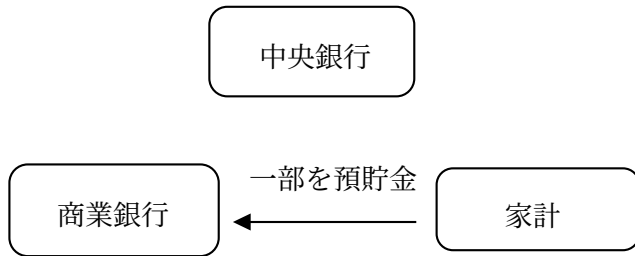 中央銀行
一部を預貯金
商業銀行
家計